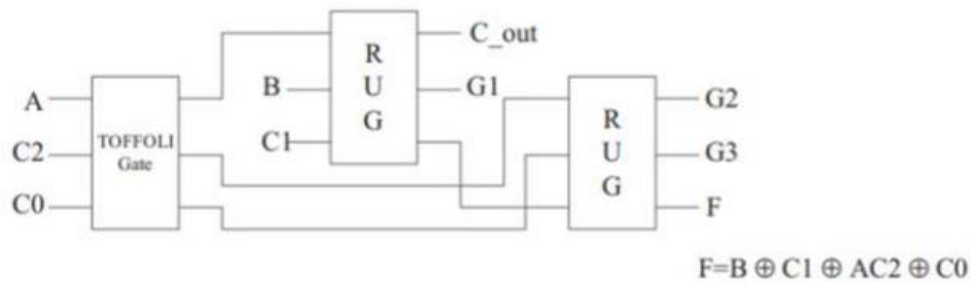 R
U
G
C_out
B
G1
C1
A
C2
C0
TOFFOLI
Gate
R
U
G
G2
G3
F
F=B ⊕ C1 ⊕ AC2 ⊕ C0